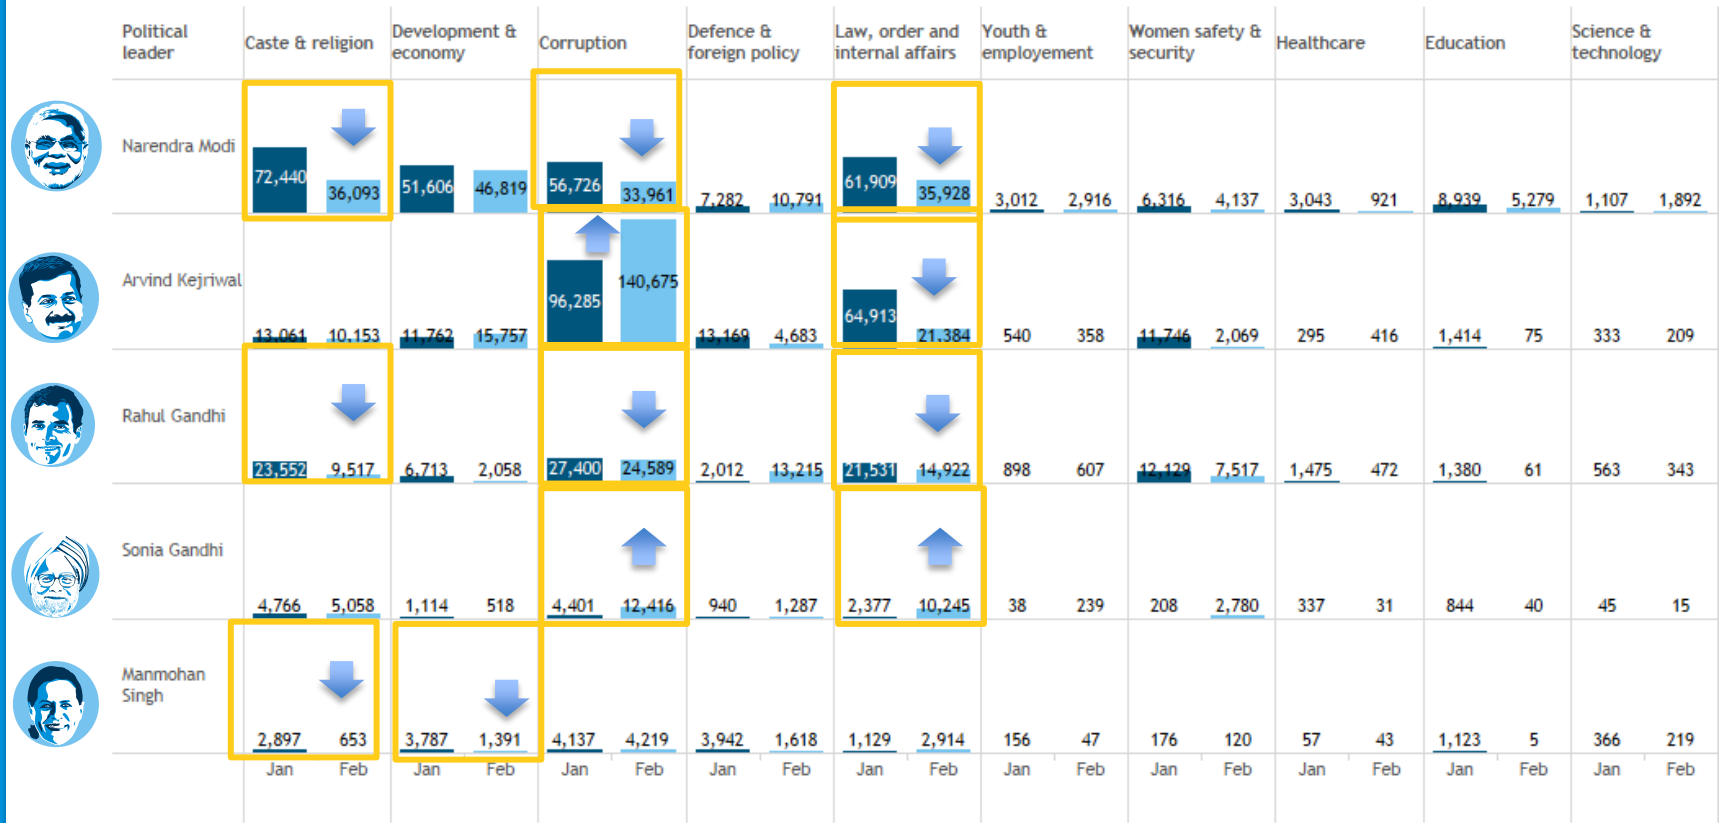 Political leader
Caste & religion
Development & economy
Corruption
Defence & foreign policy
Law, order and internal affairs
Youth & employement
Women safety & security
Healthcare
Education
Science & technology
Narendra Modi
72,440 36,093 51,606 46,819 56,726 33,961 7,282 10,791 61,909 35,928 3,012 2,916 6,316 4,137 3,043 921 8,939 5,279 1,107 1,892
Arvind Kejriwal
13,061 10,153 11,762 15,757 96,285 140,675 13,169 4,683 64,913 21,384 540 358 11,746 2,069 295 416 1,414 75 333 209
Rahul Gandhi
23,552 9,517 6,713 2,058 27,400 24,589 2,012 13,215 21,531 14,922 898 607 12,129 7,517 1,475 472 1,380 61 563 343
Sonia Gandhi
4,766 5,058 1,114 518 4,401 12,416 940 1,287 2,377 10,245 38 239 208 2,780 337 31 844 40 45 15
Manmohan
Singh
2,897 653 3,787 1,391 4,137 4,219 3,942 1,618 1,129 2,914 156 47 176 120 57 43 1,123 5 366 219
Jan Feb Jan Feb Jan Feb Jan Feb Jan Feb Jan Feb Jan Feb Jan Feb Jan Feb Jan Feb